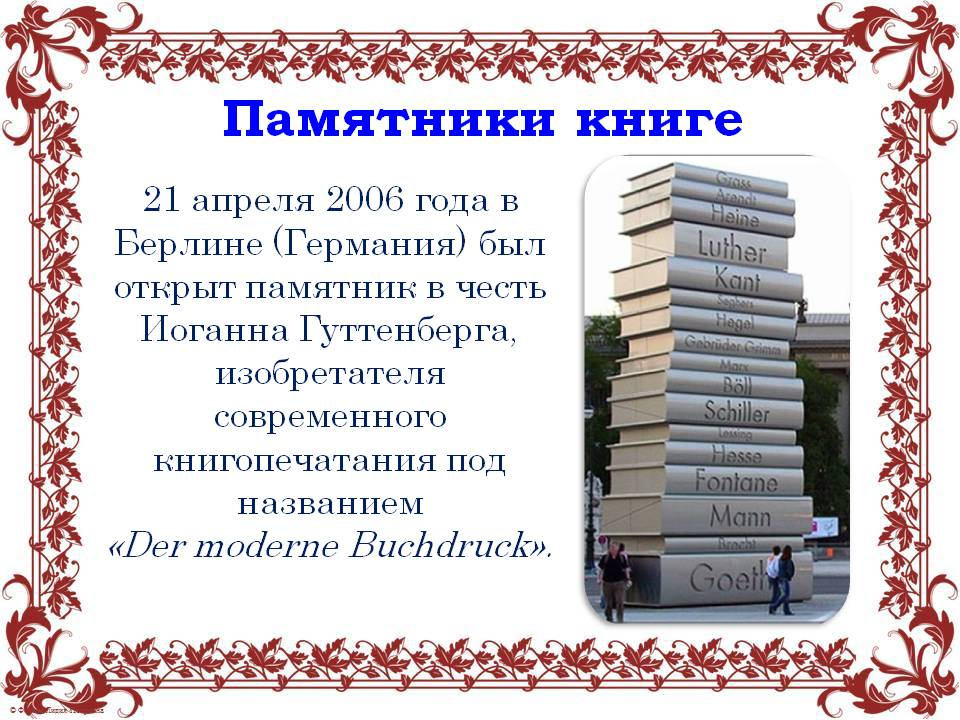 Памятники книге
21 апреля 2006 года в
Берлине (Германия) был
открыт памятник в честь
Иоганна Гуттенберга,
изобретателя
современного
книгопечатания под
названием
«Der moderne Buchdruck».
Grass
Arendt
Heine
Luther
Kant
Seghers
Hegel
Gebrüder Grimm
Marx
Böll
Schiller
Lessing
Hesse
Fontane
Mann
Brecht
Goeth